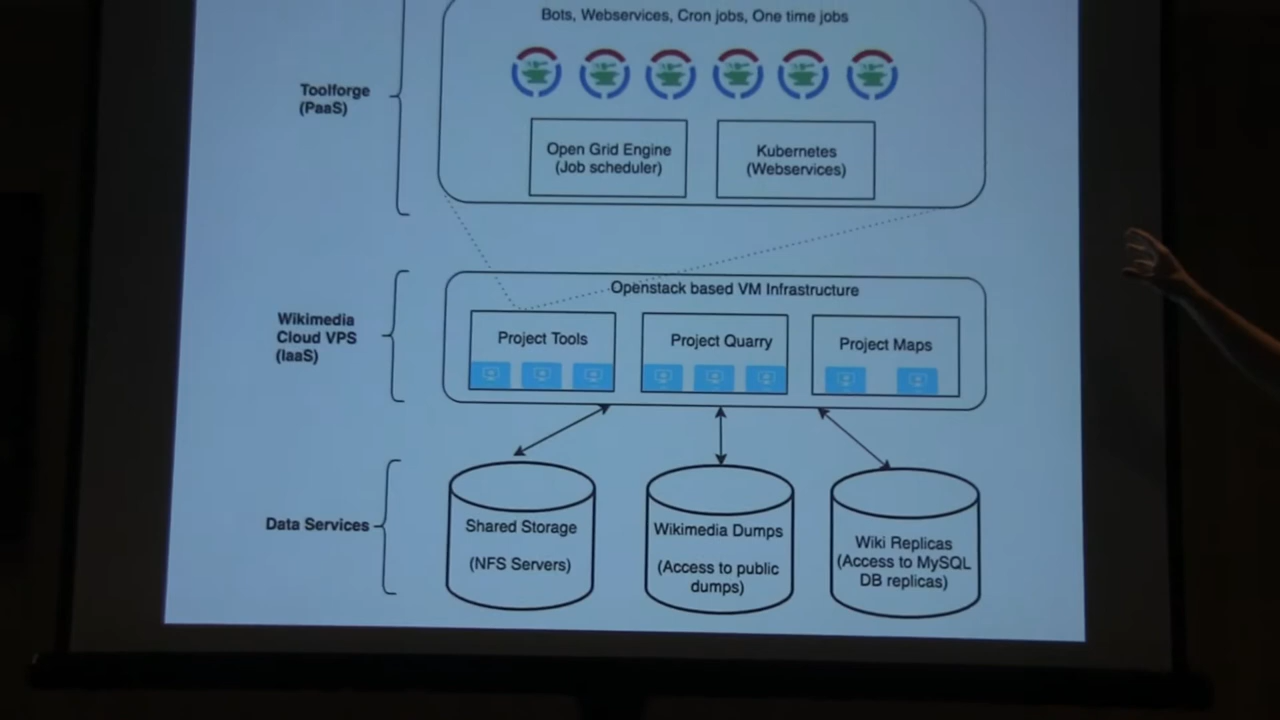 Bots, Webservices, Cron jobs, One time jobs
Toolforge
(PaaS)
Open Grid Engine
(Job scheduler)
Kubernetes
(Webservices)
Wikimedia
Cloud VPS
(IaaS)
Openstack based VM Infrastructure
Project Tools
Project Quarry
Project Maps
Data Services
Shared Storage
(NFS Servers)
Wikimedia Dumps
(Access to public
dumps)
Wiki Replicas
(Access to MySQL
DB replicas)